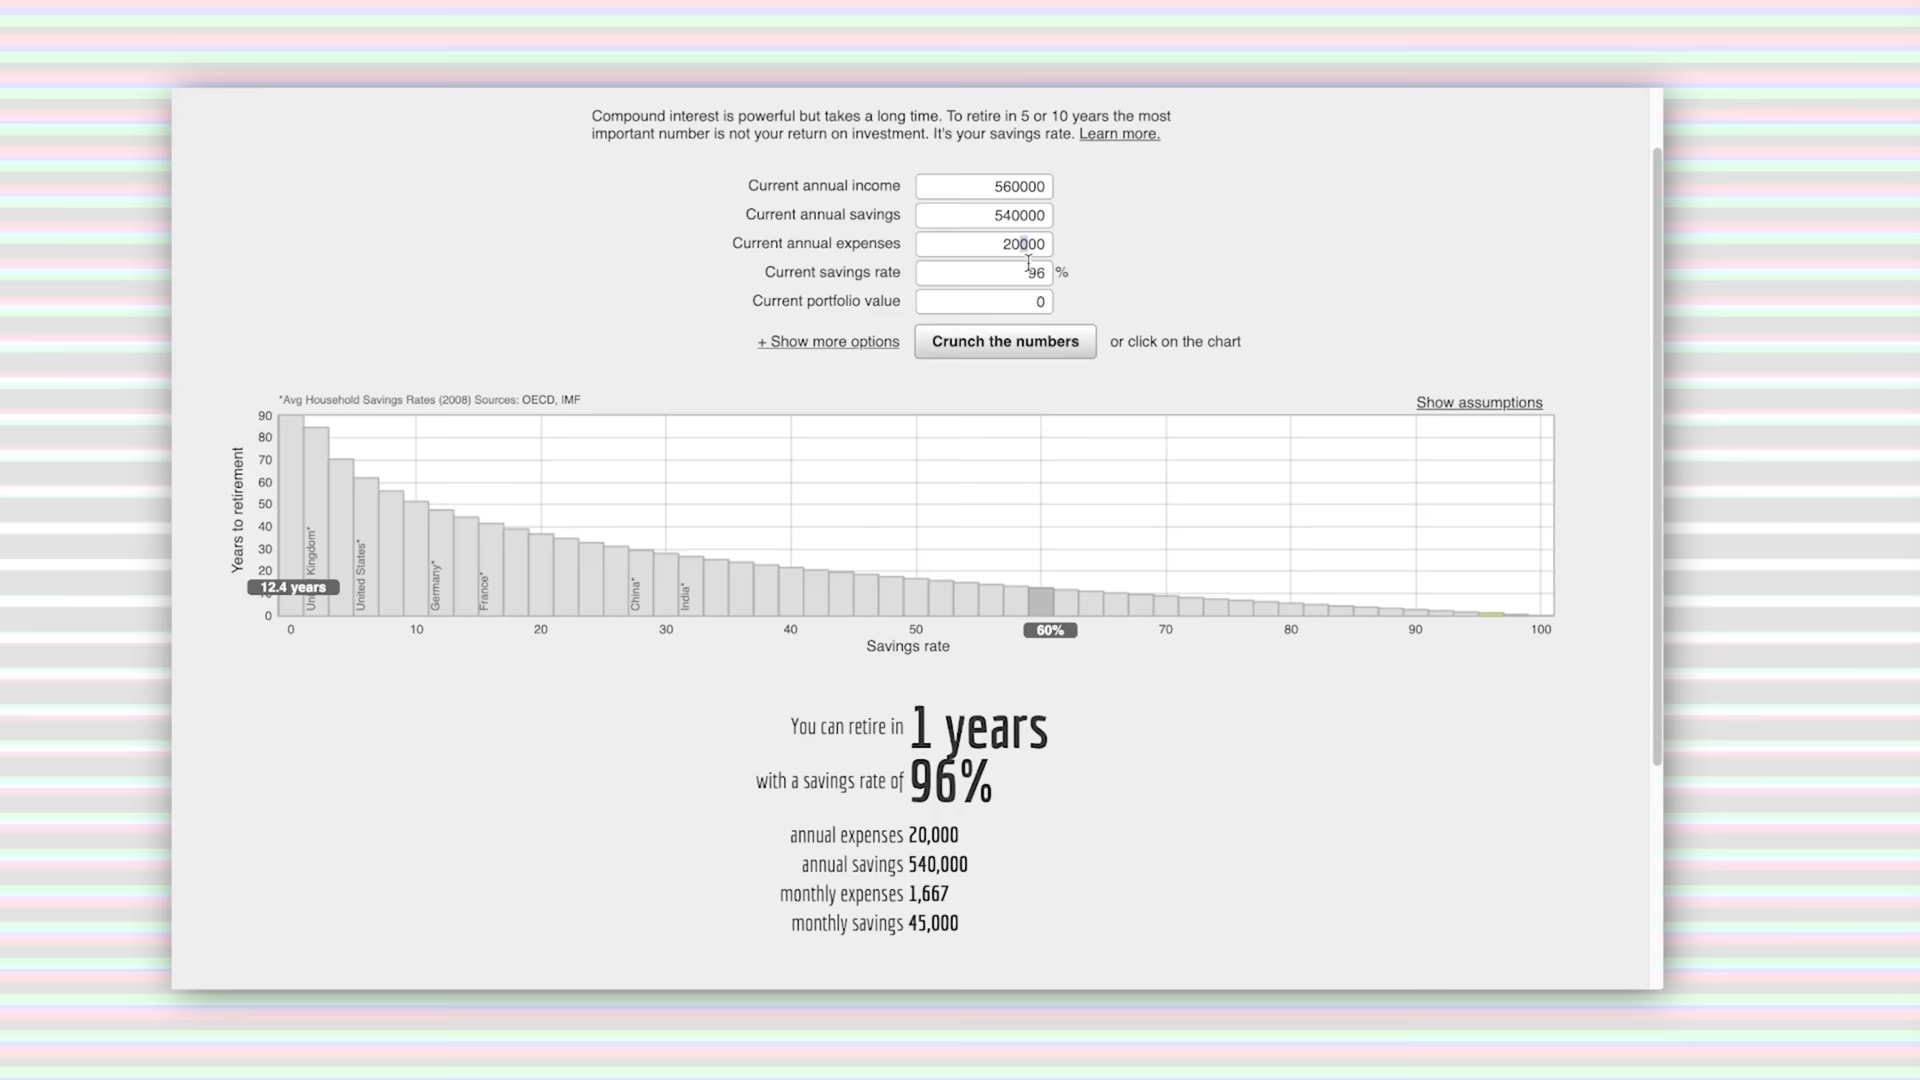 Compound interest is powerful but takes a long time. To retire in 5 or 10 years the most
important number is not your return on investment. It's your savings rate. Learn more.
Current annual income 560000
Current annual savings 540000
Current annual expenses 20000
Current savings rate 96 %
Current portfolio value 0
+ Show more options Crunch the numbers or click on the chart
*Avg Household Savings Rates (2008) Sources: OECD, IMF
Show assumptions
Years to retirement
90
80
70
60
50
40
30
20
12.4 years
0
Kingdom*
United States*
Germany*
France*
China*
India*
0 10 20 30 40 50 60% 70 80 90 100
Savings rate
You can retire in 1 years
with a savings rate of 96%
annual expenses 20,000
annual savings 540,000
monthly expenses 1,667
monthly savings 45,000